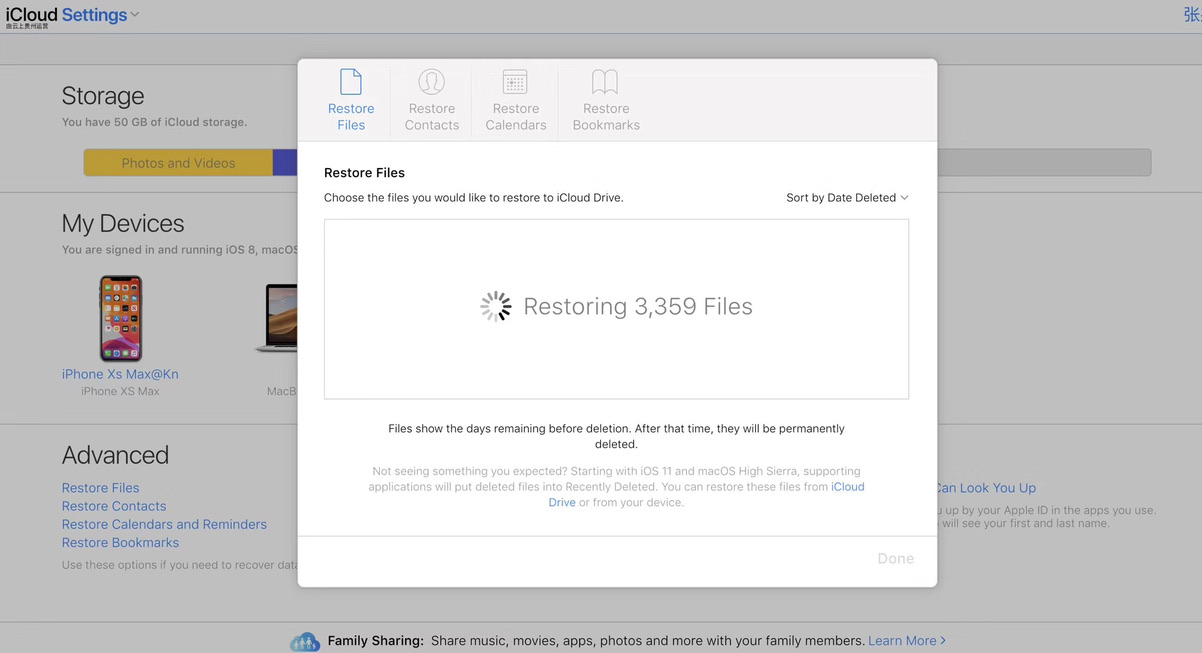 iCloud Settings
由云上贵州运营
张
Storage
You have 50 GB of iCloud storage.
Photos and Videos
My Devices
You are signed in and running iOS 8, macOS
iPhone Xs Max@Kn
iPhone XS Max
MacB
Advanced
Restore Files
Restore Contacts
Restore Calendars and Reminders
Restore Bookmarks
Use these options if you need to recover data
Restore
Files
Restore
Contacts
Restore
Calendars
Restore
Bookmarks
Restore Files
Choose the files you would like to restore to iCloud Drive.
Sort by Date Deleted
Restoring 3,359 Files
Files show the days remaining before deletion. After that time, they will be permanently
deleted.
Not seeing something you expected? Starting with iOS 11 and macOS High Sierra, supporting
applications will put deleted files into Recently Deleted. You can restore these files from iCloud
Drive or from your device.
Done
Can Look You Up
u up by your Apple ID in the apps you use.
will see your first and last name.
Family Sharing: Share music, movies, apps, photos and more with your family members. Learn More >